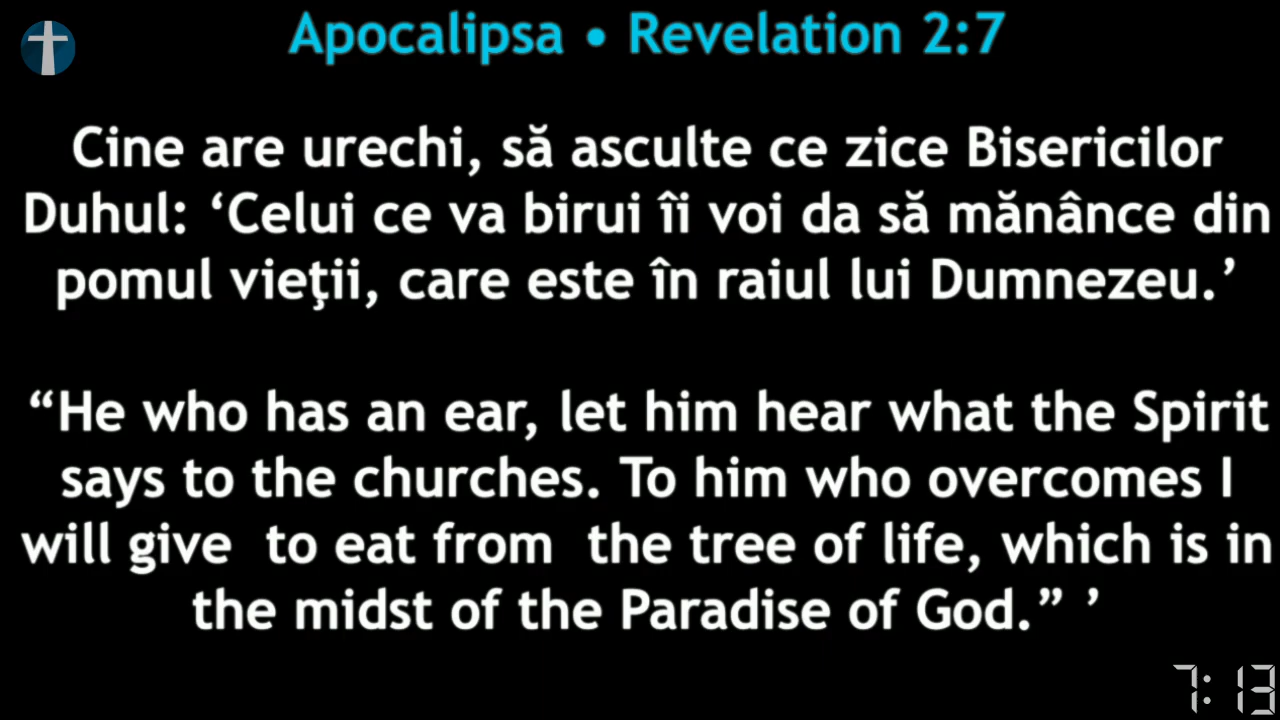 Apocalipsa • Revelation 2:7
Cine are urechi, să asculte ce zice Bisericilor
Duhul: ‘Celui ce va birui îi voi da să mănânce din
pomul vieţii, care este în raiul lui Dumnezeu.’
“He who has an ear, let him hear what the Spirit
says to the churches. To him who overcomes I
will give  to eat from  the tree of life, which is in
the midst of the Paradise of God.” ’
7:13